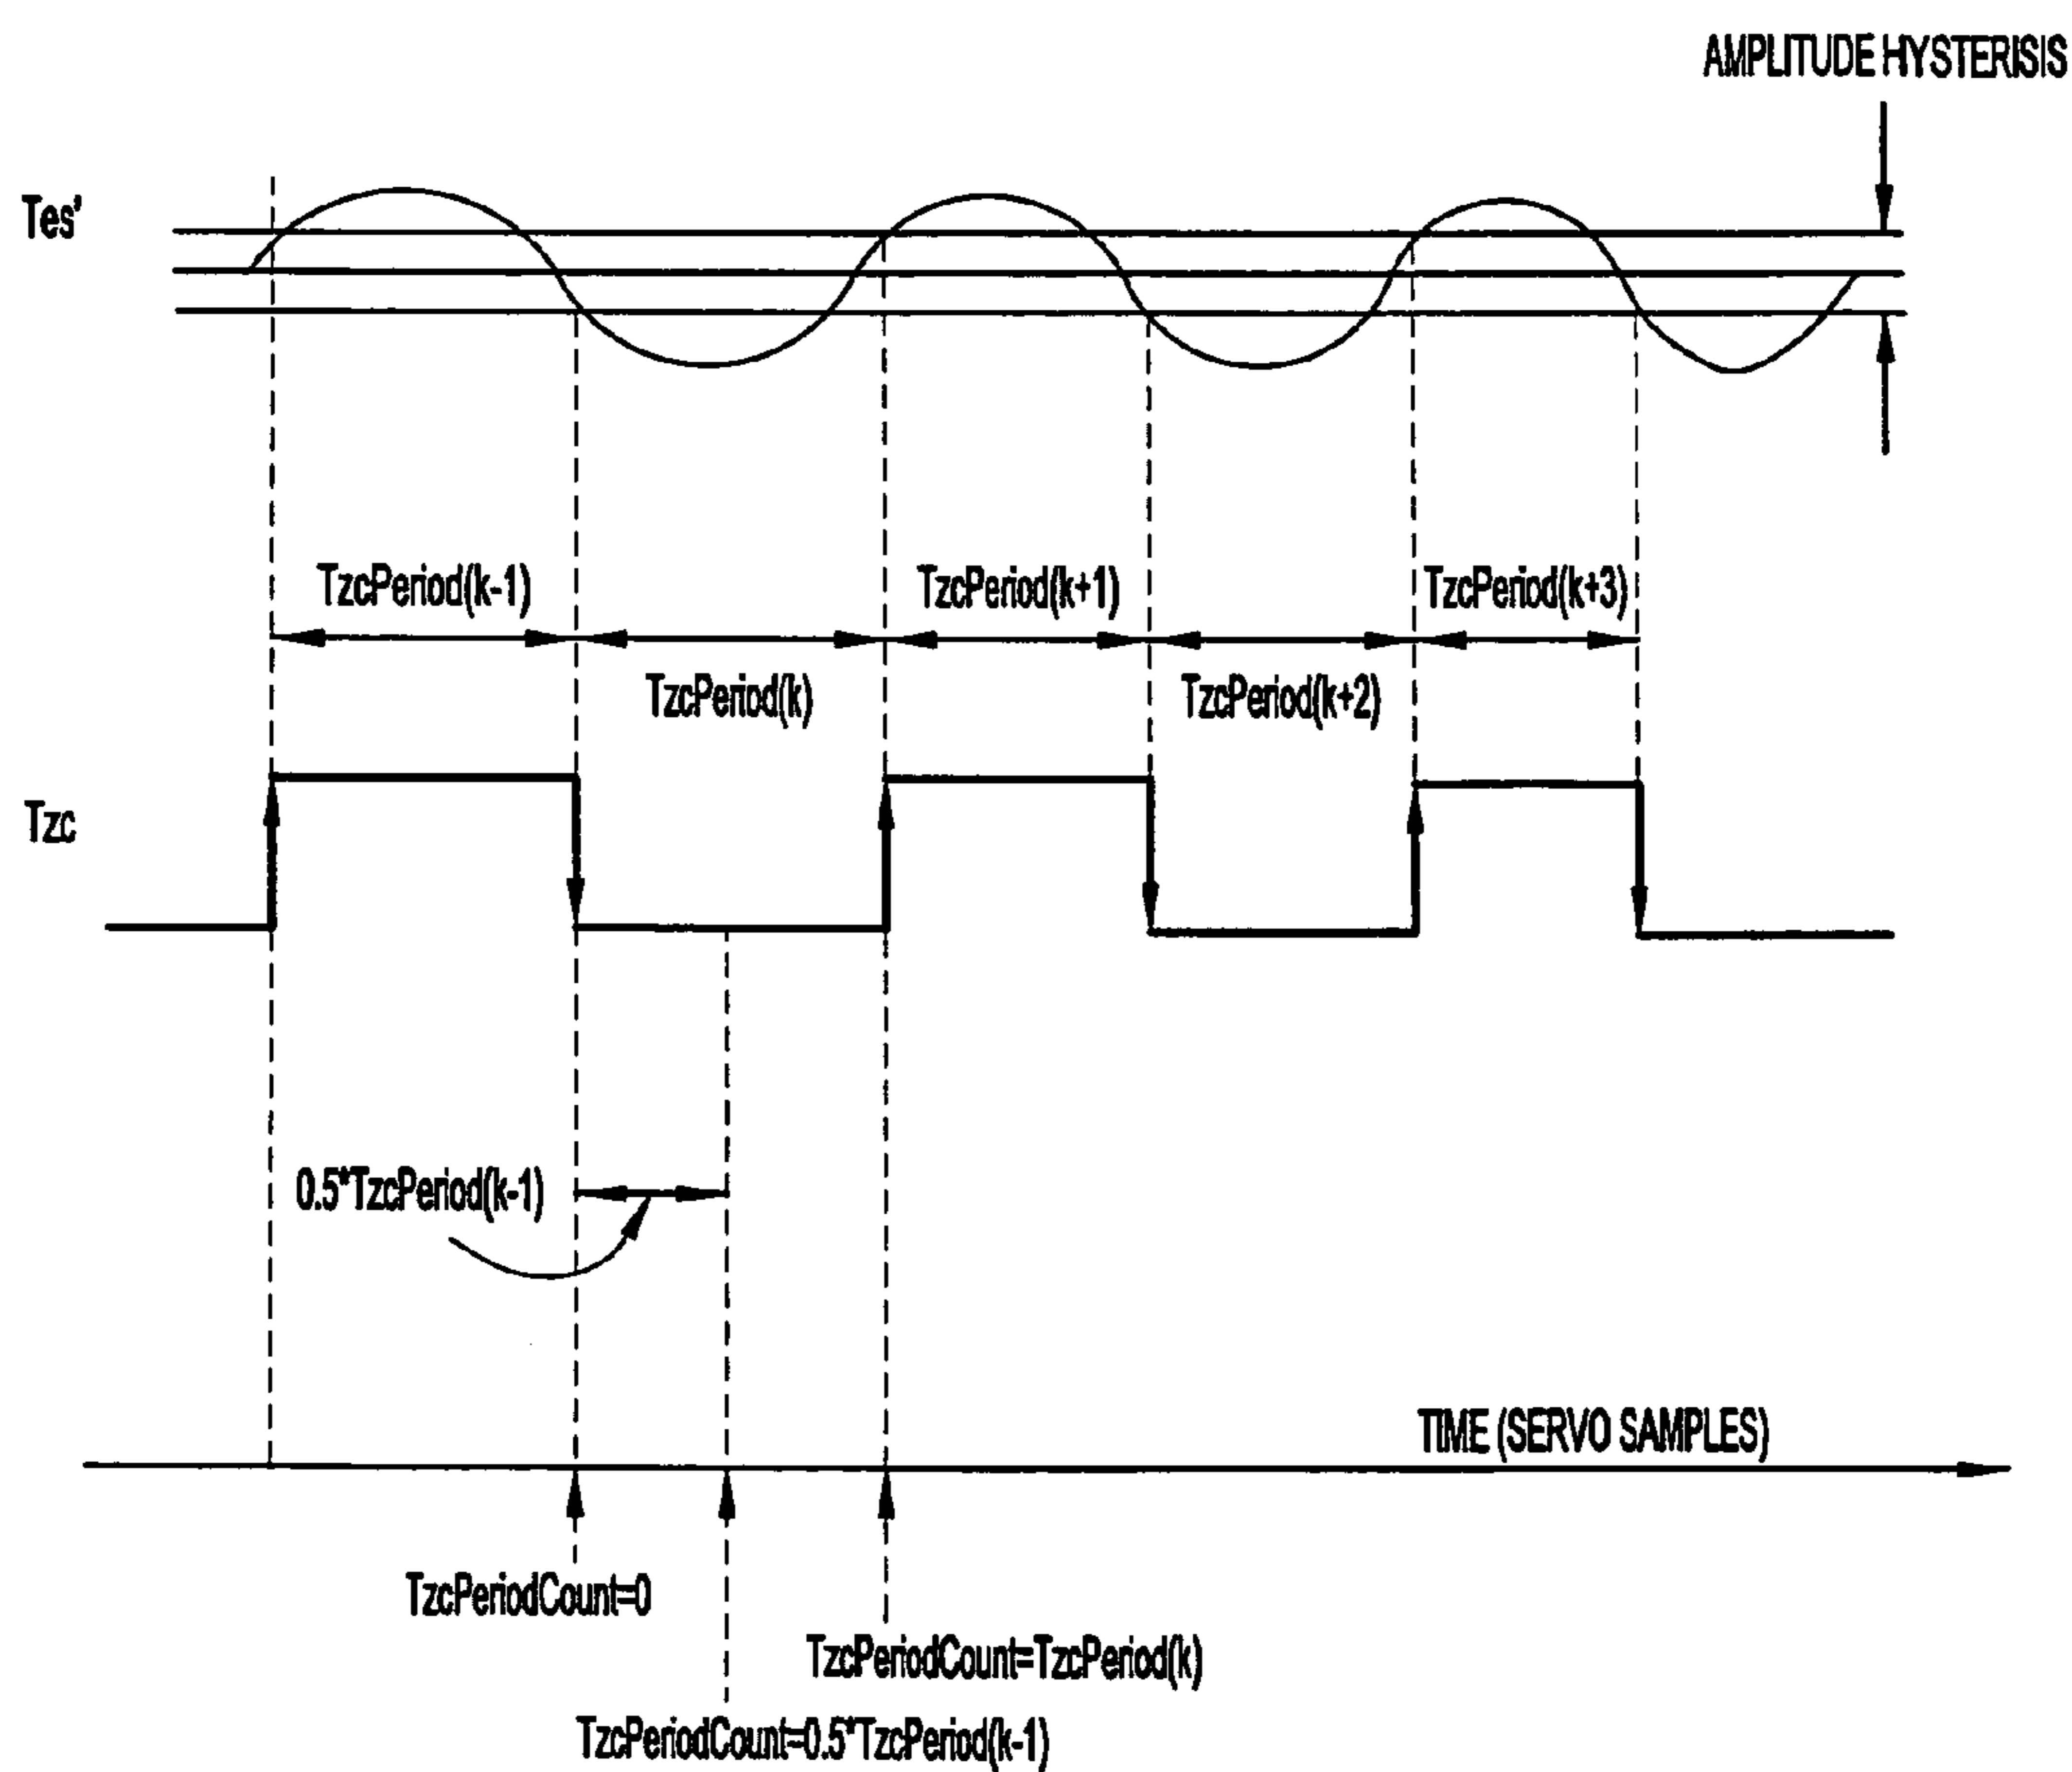 AMPLITUDE HYSTERISIS
Tes'
TzcPeriod(k-1)
TzcPeriod(k+1)
TzcPeriod(k+3)
TzcPeriod(k)
TzcPeriod(k+2)
Tzc
0.5*TzcPeriod(k-1)
TIME (SERVO SAMPLES)
TzcPeriodCount=0
TzcPeriodCount=TzcPeriod(k)
TzcPeriodCount=0.5*TzcPeriod(k-1)